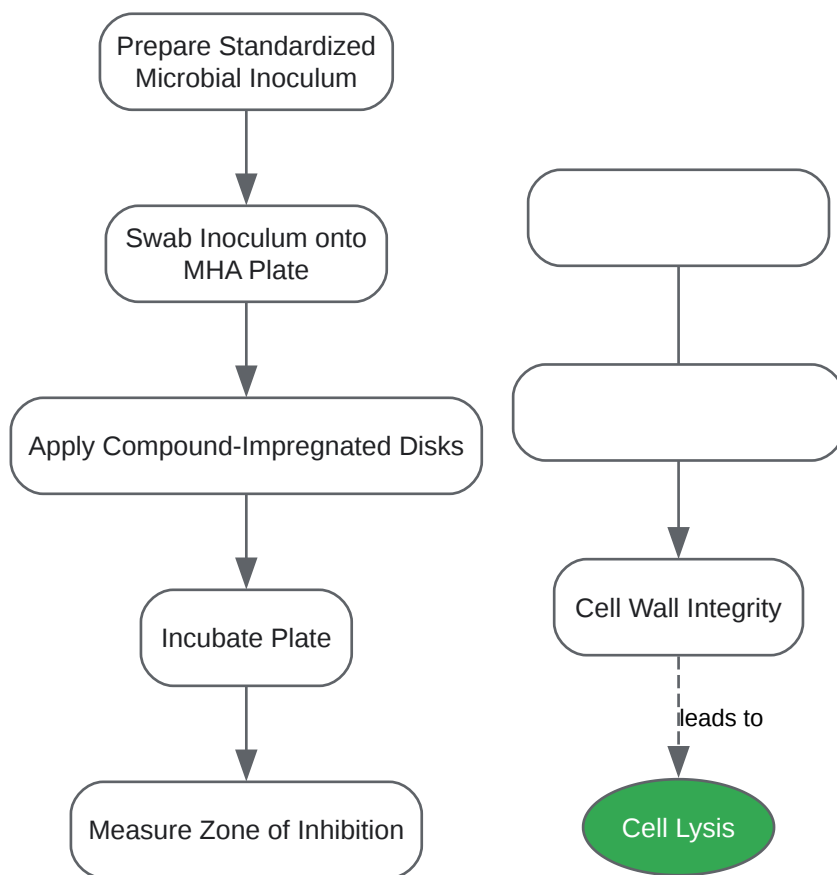 Prepare Standardized
Microbial Inoculum
Swab Inoculum onto
MHA Plate
Apply Compound-Impregnated Disks
Incubate Plate
Measure Zone of Inhibition
Cell Wall Integrity
leads to
Cell Lysis